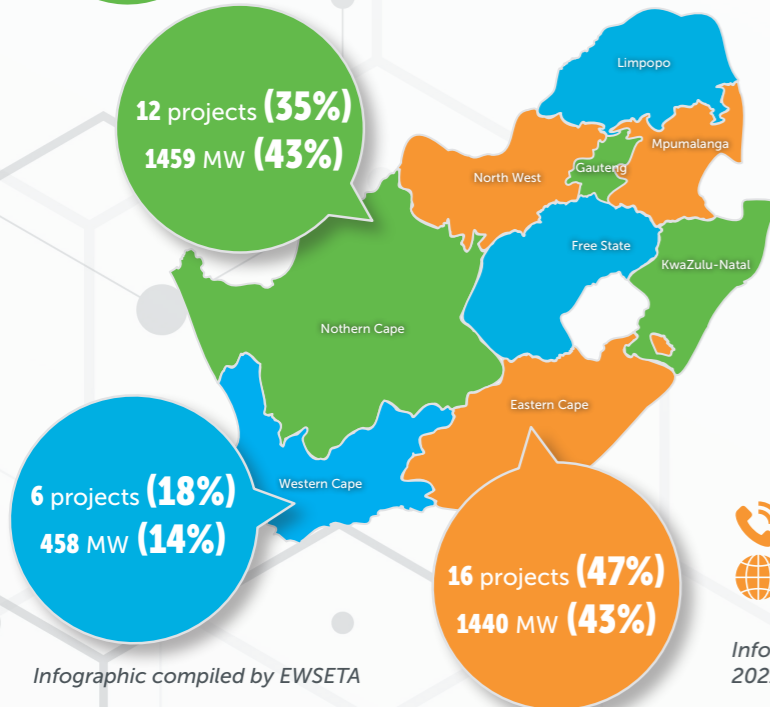 12 projects (35%)
1459 MW (43%)
Limpopo
Mpumalanga
Gauteng
North West
Free State
KwaZulu-Natal
Nothern Cape
Eastern Cape
Western Cape
6 projects (18%)
458 MW (14%)
16 projects (47%)
1440 MW (43%)
Infographic compiled by EWSETA